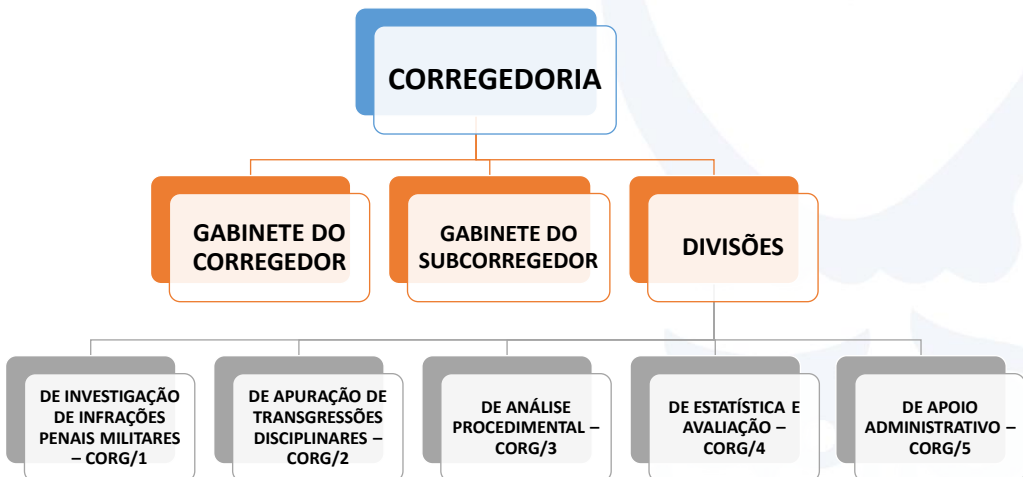 CORREGEDORIA
GABINETE DO
CORREGEDOR
GABINETE DO
SUBCORREGEDOR
DIVISÕES
DE INVESTIGAÇÃO
DE INFRAÇÕES
PENAIS MILITARES
– CORG/1
DE APURAÇÃO DE
TRANSGRESSÕES
DISCIPLINARES –
CORG/2
DE ANÁLISE
PROCEDIMENTAL –
CORG/3
DE ESTATÍSTICA E
AVALIAÇÃO –
CORG/4
DE APOIO
ADMINISTRATIVO –
CORG/5